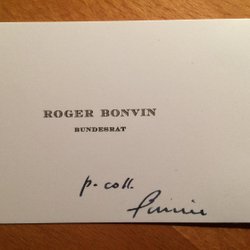 ROGER BONVIN
BUNDESRAT
p. coll.